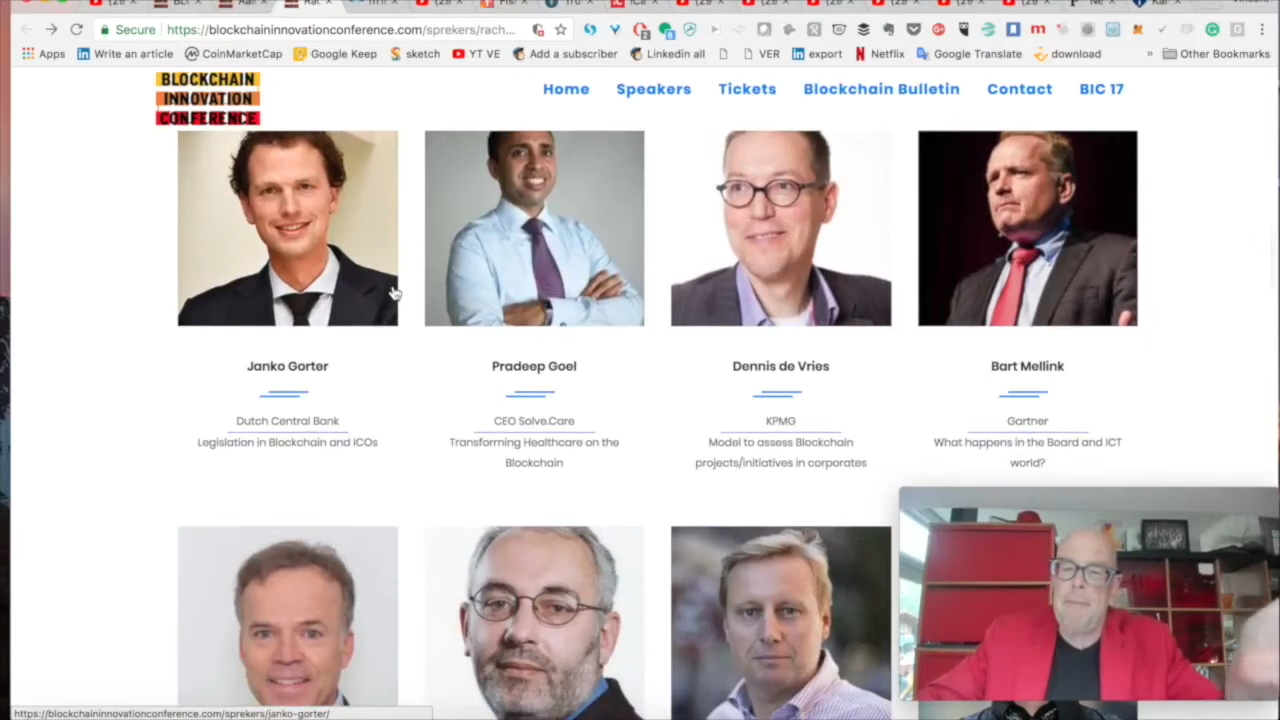 Secure
https://blockchaininnovationconference.com/sprekers/rach...
Apps
Write an article
CoinMarketCap
Google Keep
sketch
YT VE
Add a subscriber
Linkedin all
VER
export
Netflix
Google Translate
download
»
Other Bookmarks
BLOCKCHAIN
INNOVATION
CONFERENCE
Home
Speakers
Tickets
Blockchain Bulletin
Contact
BIC 17
Janko Gorter
Pradeep Goel
Dennis de Vries
Bart Mellink
Dutch Central Bank
CEO Solve.Care
KPMG
Gartner
Legislation in Blockchain and ICOs
Transforming Healthcare on the
Blockchain
Model to assess Blockchain
projects/initiatives in corporates
What happens in the Board and ICT
world?
https://blockchaininnovationconference.com/sprekers/janko-gorter/